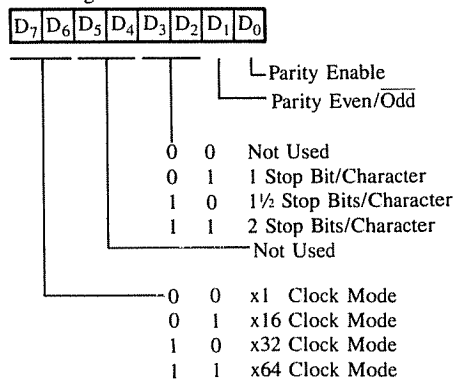 D7 D6 D5 D4 D3 D2 D1 D0
Parity Enable
Parity Even/Odd
0 0 Not Used
0 1 1 Stop Bit/Character
1 0 1½ Stop Bits/Character
1 1 2 Stop Bits/Character
Not Used
0 0 x1 Clock Mode
0 1 x16 Clock Mode
1 0 x32 Clock Mode
1 1 x64 Clock Mode